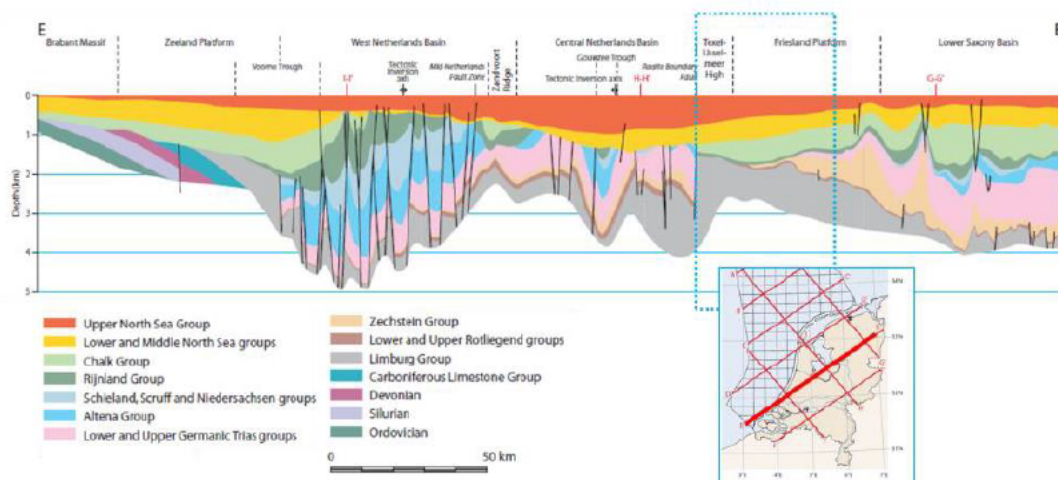 E
E'
Brabant Massif
Zeeland Platform
West Netherlands Basin
Central Netherlands Basin
Friesland Platform
Lower Saxony Basin
Voorne Trough
I-I'
Tectonic
inversion
axis
Mid-Netherlands
Fault Zone
Zandvoort
Ridge
Gouwzee Trough
Tectonic inversion axis
H-H'
Raalte Boundary
Fault
Texel-
IJssel-
meer
High
G-G'
Depth (km)
0
1
2
3
4
5
Upper North Sea Group
Lower and Middle North Sea groups
Chalk Group
Rijnland Group
Schieland, Scruff and Niedersachsen groups
Altena Group
Lower and Upper Germanic Trias groups
Zechstein Group
Lower and Upper Rotliegend groups
Limburg Group
Carboniferous Limestone Group
Devonian
Silurian
Ordovician
0
50 km